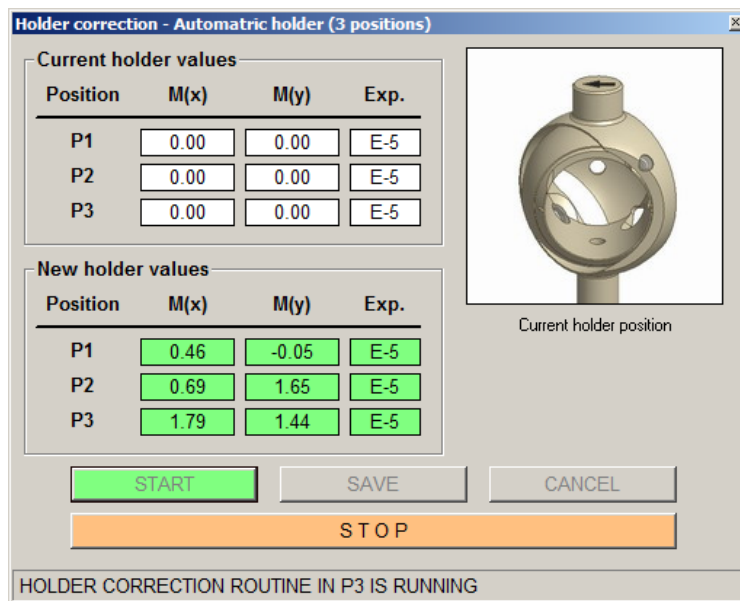 Holder correction - Automatric holder (3 positions)
Current holder values
Position M(x) M(y) Exp.
P1 0.00 0.00 E-5
P2 0.00 0.00 E-5
P3 0.00 0.00 E-5
New holder values
Position M(x) M(y) Exp.
P1 0.46 -0.05 E-5
P2 0.69 1.65 E-5
P3 1.79 1.44 E-5
Current holder position
START SAVE CANCEL
S T O P
HOLDER CORRECTION ROUTINE IN P3 IS RUNNING